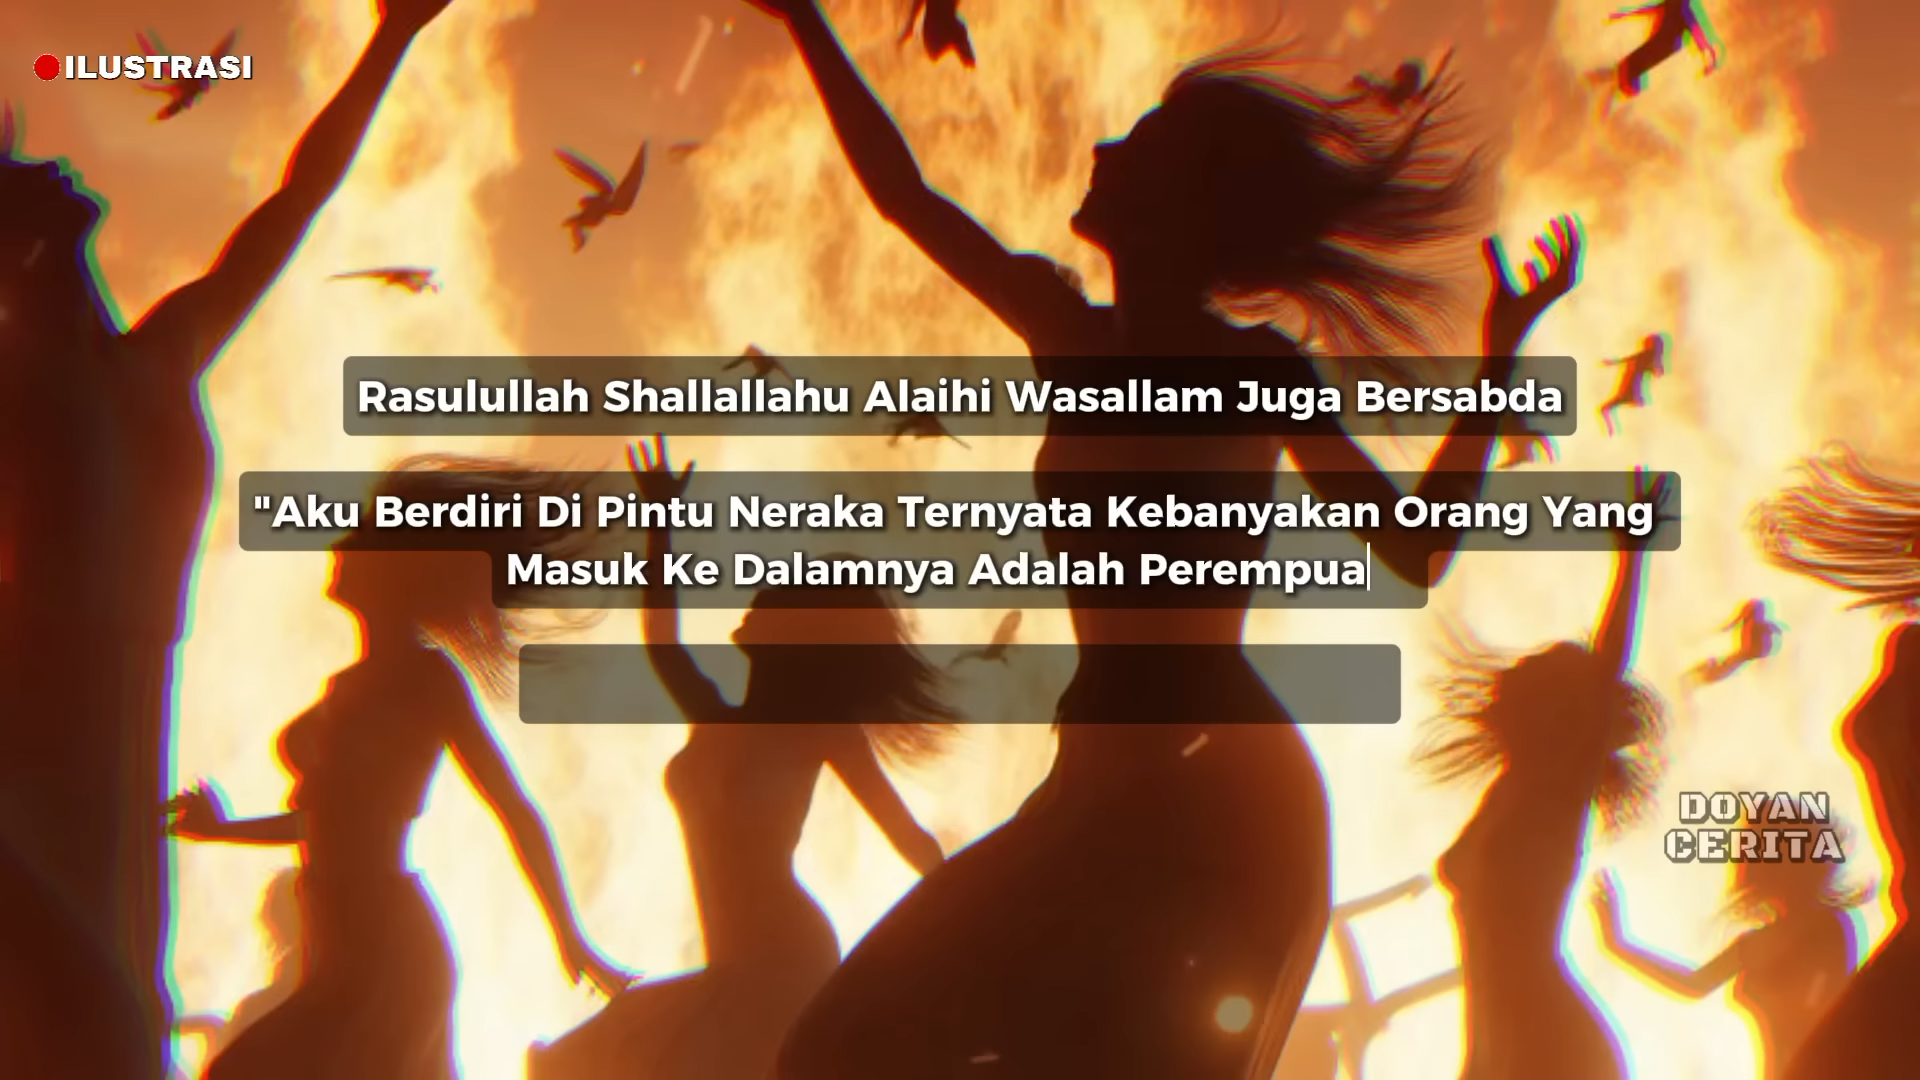 ILUSTRASI
Rasulullah Shallallahu Alaihi Wasallam Juga Bersabda
"Aku Berdiri Di Pintu Neraka Ternyata Kebanyakan Orang Yang
Masuk Ke Dalamnya Adalah Perempua
DOYAN
CERITA